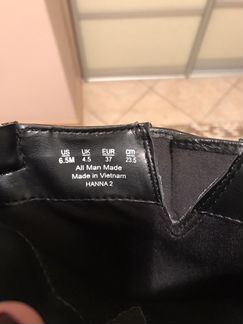 US UK EUR cm
6.5M 4.5 37 23.5
All Man Made
Made in Vietnam
HANNA 2